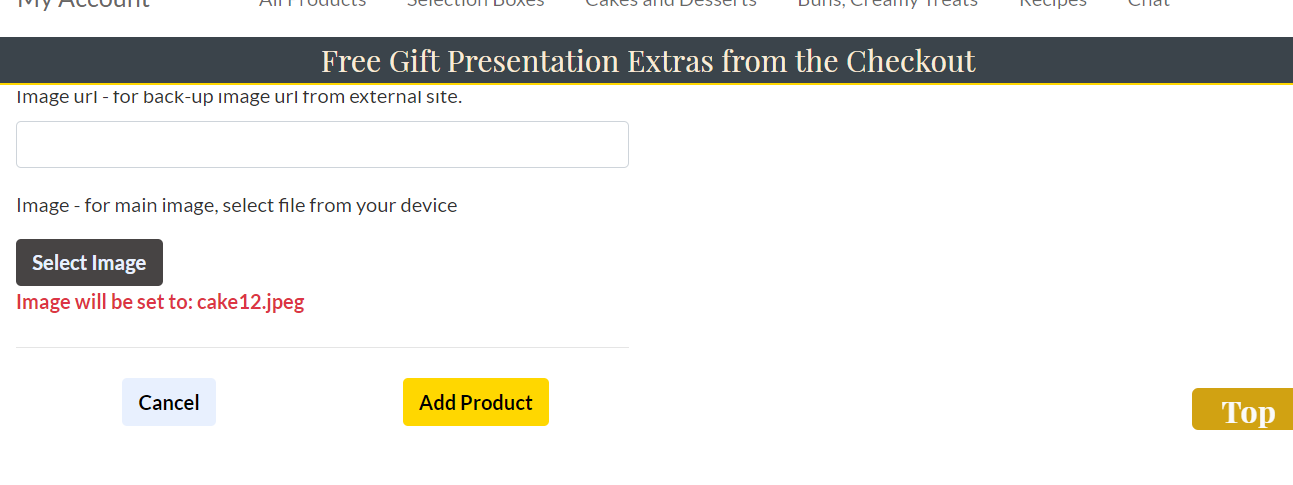 My Account All Products Selection Boxes Cakes and Desserts Buns, Creamy Treats Recipes Chat
Free Gift Presentation Extras from the Checkout
Image url - for back-up image url from external site.
Image - for main image, select file from your device
Select Image
Image will be set to: cake12.jpeg
Cancel Add Product
Top